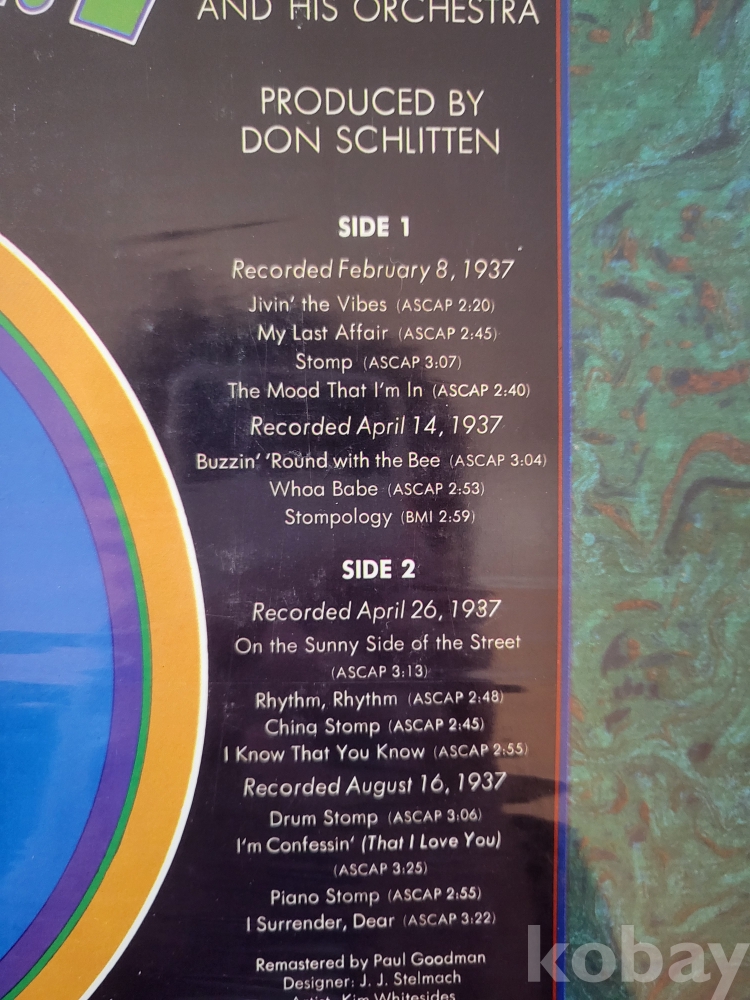 AND HIS ORCHESTRA
PRODUCED BY
DON SCHLITTEN
SIDE 1
Recorded February 8, 1937
Jivin' the Vibes (ASCAP 2:20)
My Last Affair (ASCAP 2:45)
Stomp (ASCAP 3:07)
The Mood That I'm In (ASCAP 2:40)
Recorded April 14, 1937
Buzzin' 'Round with the Bee (ASCAP 3:04)
Whoa Babe (ASCAP 2:53)
Stompology (BMI 2:59)
SIDE 2
Recorded April 26, 1937
On the Sunny Side of the Street
(ASCAP 3:13)
Rhythm, Rhythm (ASCAP 2:48)
China Stomp (ASCAP 2:45)
I Know That You Know (ASCAP 2:55)
Recorded August 16, 1937
Drum Stomp (ASCAP 3:06)
I'm Confessin' (That I Love You)
(ASCAP 3:25)
Piano Stomp (ASCAP 2:55)
I Surrender, Dear (ASCAP 3:22)
Remastered by Paul Goodman
Designer: J. J. Stelmach
Artist: Kim Whitesides
kobay